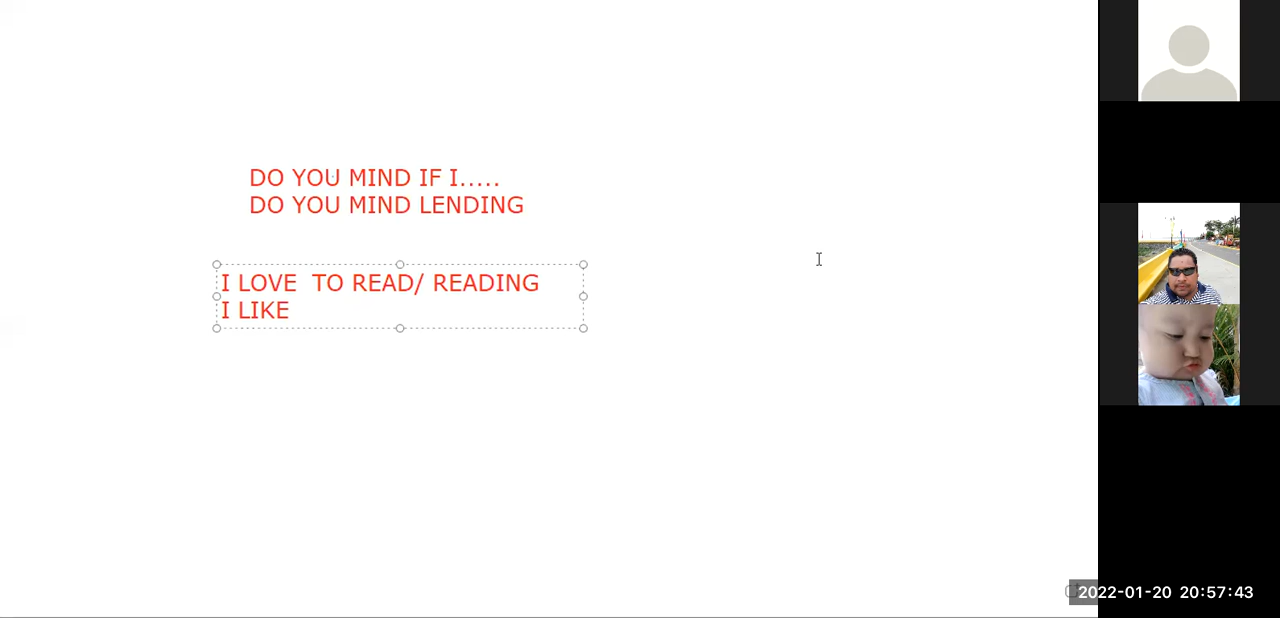 DO YOU MIND IF I.....
DO YOU MIND LENDING
I LOVE  TO READ/ READING
I LIKE
2022-01-20 20:57:43